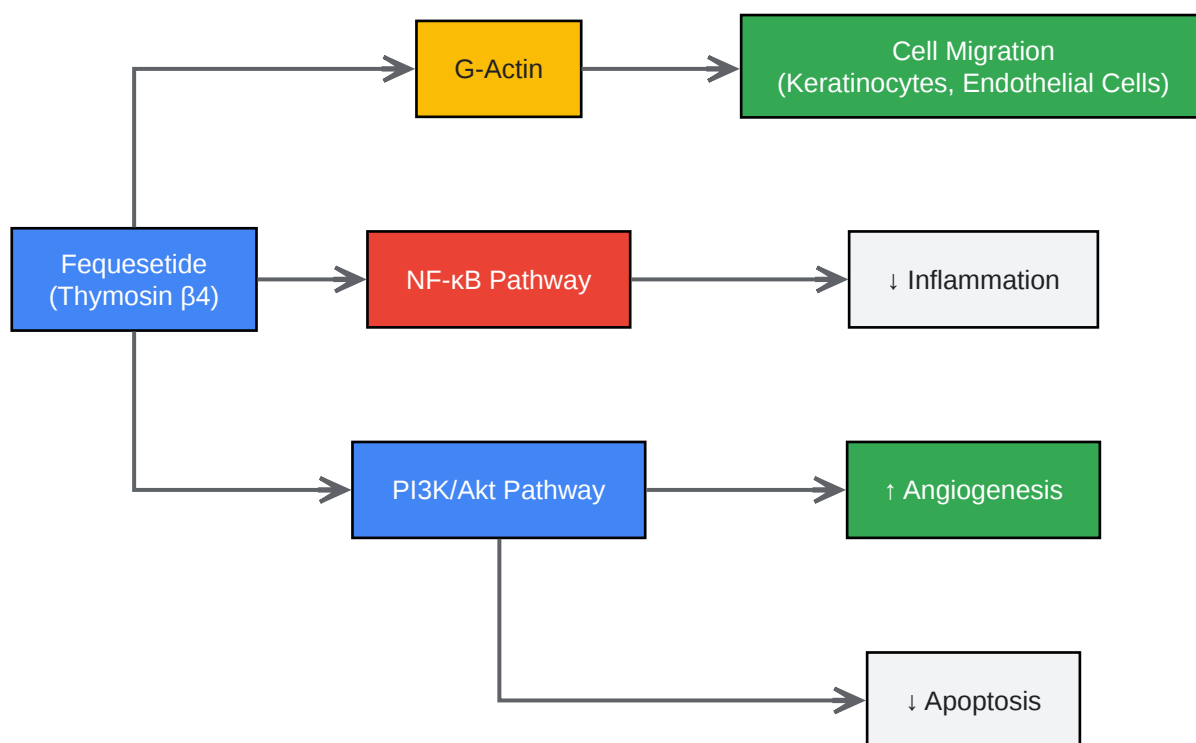 G-Actin
Cell Migration
(Keratinocytes, Endothelial Cells)
Fequesetide
(Thymosin β4)
NF-κB Pathway
↓ Inflammation
PI3K/Akt Pathway
↑ Angiogenesis
↓ Apoptosis